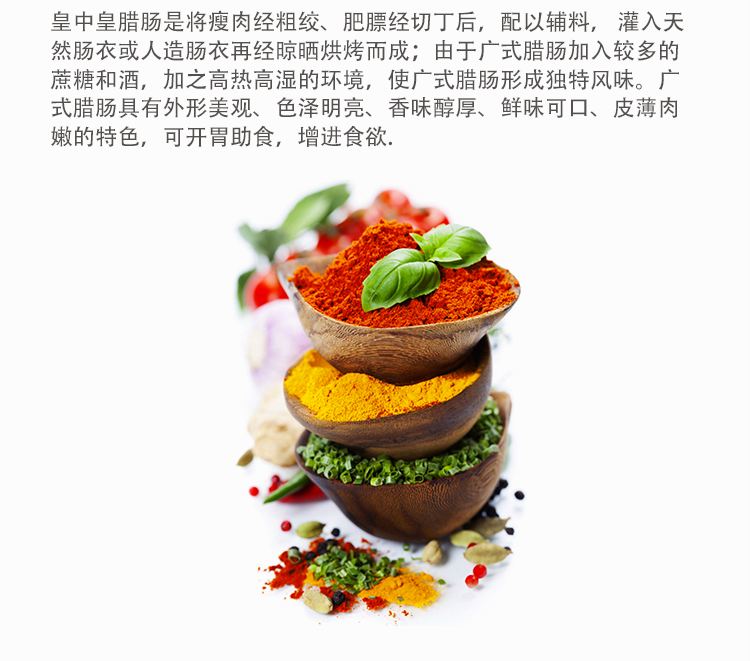 皇中皇腊肠是将瘦肉经粗绞、肥膘经切丁后，配以辅料， 灌入天
然肠衣或人造肠衣再经晾晒烘烤而成；由于广式腊肠加入较多的
蔗糖和酒，加之高热高湿的环境，使广式腊肠形成独特风味。广
式腊肠具有外形美观、色泽明亮、香味醇厚、鲜味可口、皮薄肉
嫩的特色，可开胃助食，增进食欲.